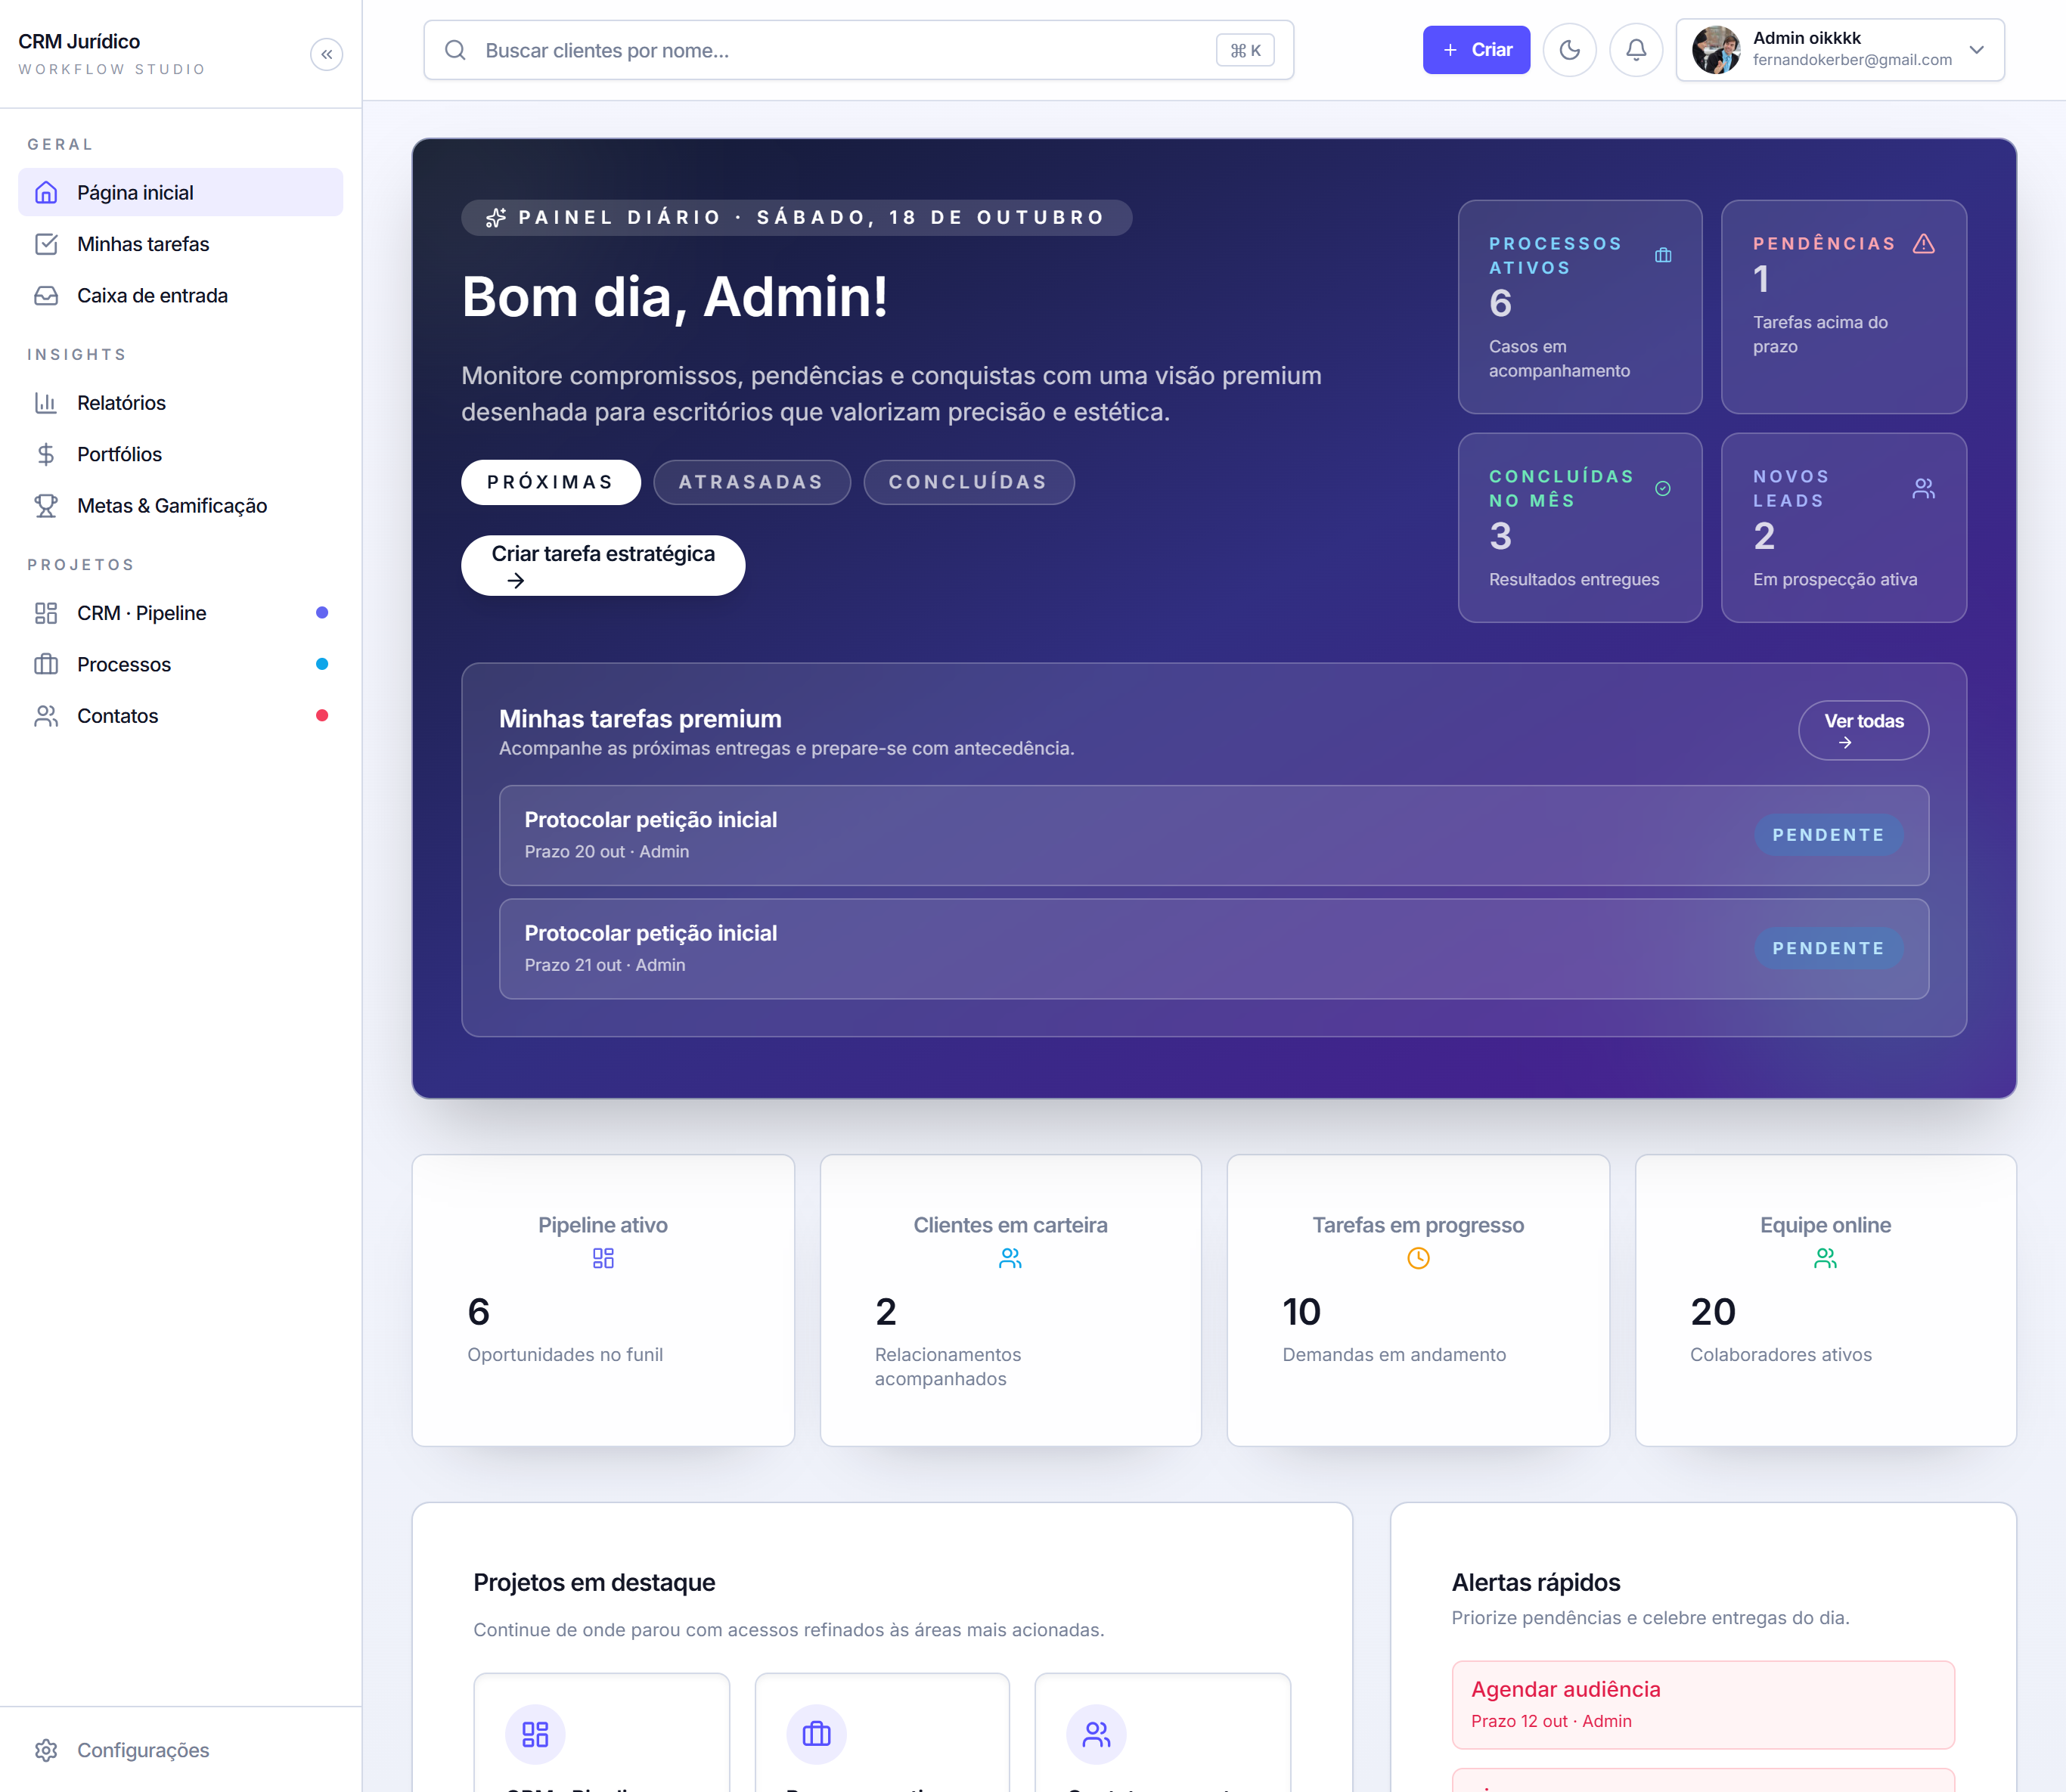 CRM Jurídico
WORKFLOW STUDIO
GERAL
Página inicial
Minhas tarefas
Caixa de entrada
INSIGHTS
Relatórios
Portfólios
Metas & Gamificação
PROJETOS
CRM · Pipeline
Processos
Contatos
Configurações
Buscar clientes por nome...
⌘ K
+ Criar
Admin oikkkk
fernandokerber@gmail.com
PAINEL DIÁRIO · SÁBADO, 18 DE OUTUBRO
Bom dia, Admin!
Monitore compromissos, pendências e conquistas com uma visão premium
desenhada para escritórios que valorizam precisão e estética.
PRÓXIMAS
ATRASADAS
CONCLUÍDAS
Criar tarefa estratégica
→
PROCESSOS
ATIVOS
6
Casos em
acompanhamento
PENDÊNCIAS
1
Tarefas acima do
prazo
CONCLUÍDAS
NO MÊS
3
Resultados entregues
NOVOS
LEADS
2
Em prospecção ativa
Minhas tarefas premium
Acompanhe as próximas entregas e prepare-se com antecedência.
Ver todas
→
Protocolar petição inicial
Prazo 20 out · Admin
PENDENTE
Protocolar petição inicial
Prazo 21 out · Admin
PENDENTE
Pipeline ativo
6
Oportunidades no funil
Clientes em carteira
2
Relacionamentos
acompanhados
Tarefas em progresso
10
Demandas em andamento
Equipe online
20
Colaboradores ativos
Projetos em destaque
Continue de onde parou com acessos refinados às áreas mais acionadas.
Alertas rápidos
Priorize pendências e celebre entregas do dia.
Agendar audiência
Prazo 12 out · Admin